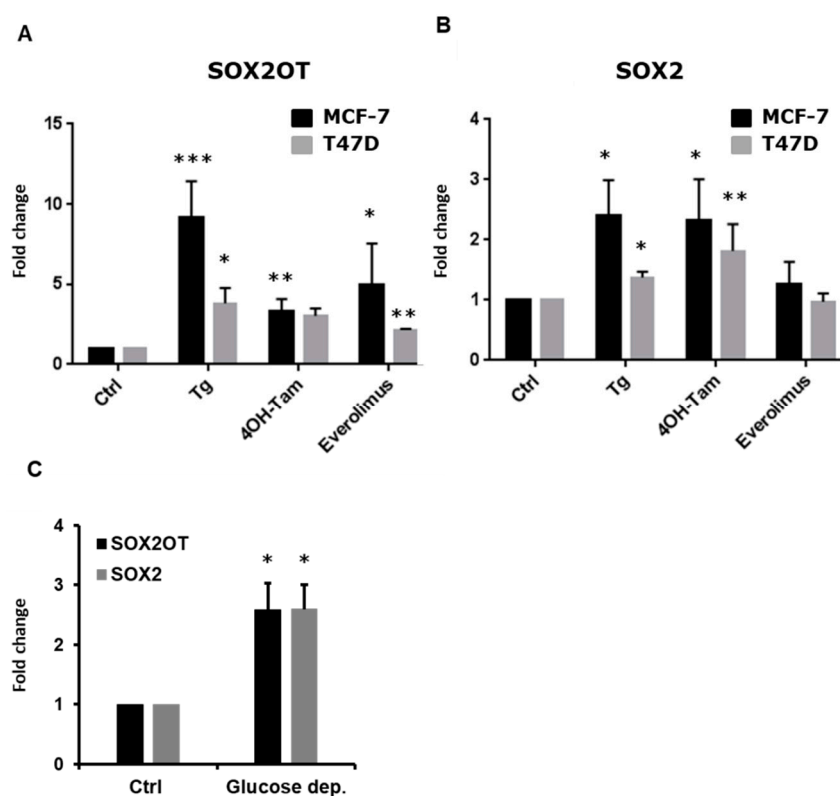 A
SOX2OT
Fold change
15
10
5
0
MCF-7
T47D
***
*
**
*
**
Ctrl
Tg
4OH-Tam
Everolimus
B
SOX2
Fold change
4
3
2
1
0
MCF-7
T47D
*
*
*
**
Ctrl
Tg
4OH-Tam
Everolimus
C
Fold change
4
3
2
1
0
SOX2OT
SOX2
*
*
Ctrl
Glucose dep.